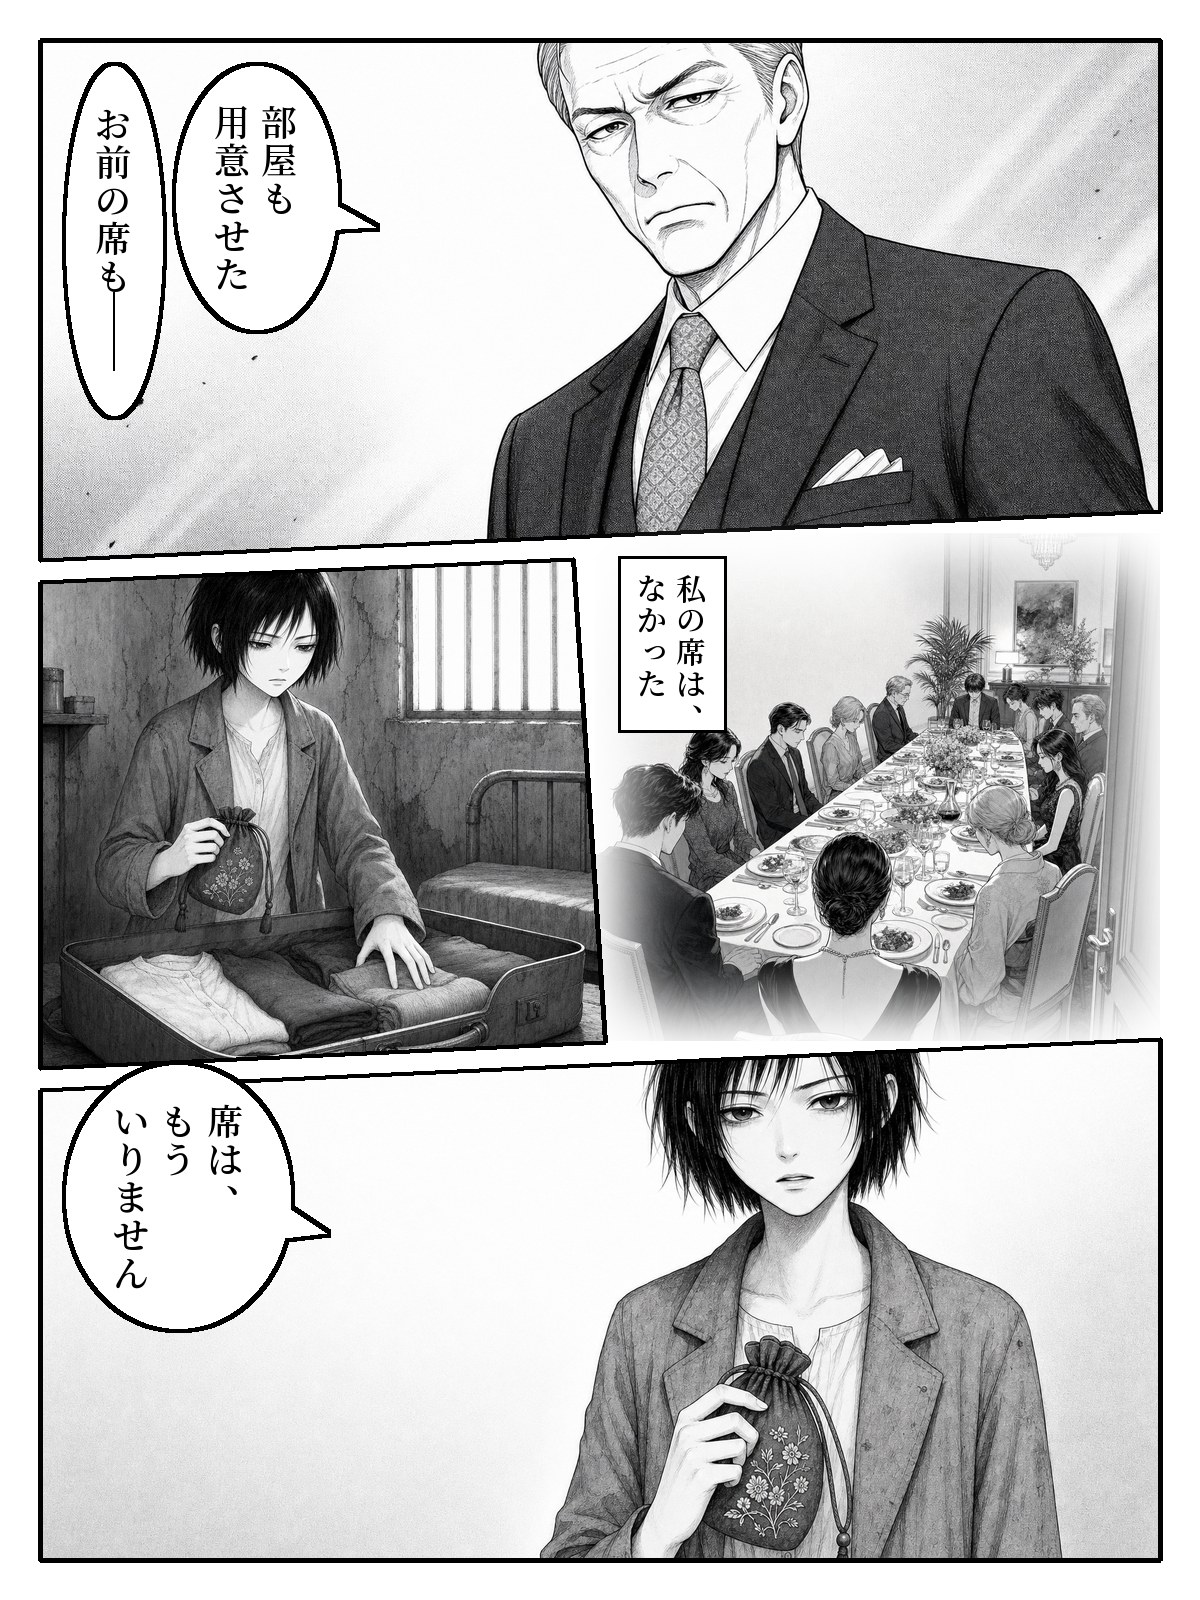 部屋も
用意させた
お前の席も――
私の席は、
なかった
席は、
もう
いりません